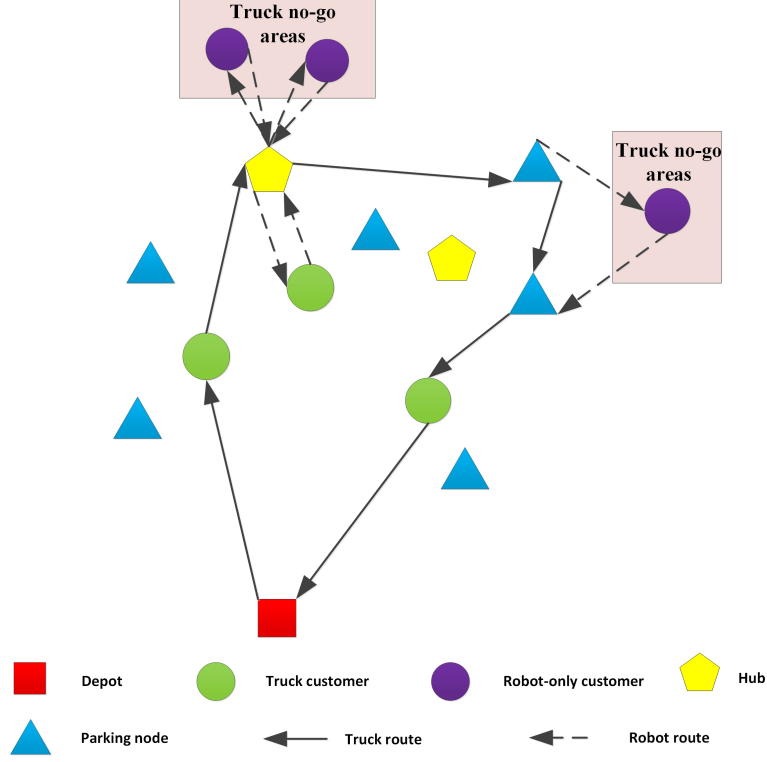 Truck no-go
areas
Truck no-go
areas
Depot
Truck customer
Robot-only customer
Hub
Parking node
Truck route
Robot route